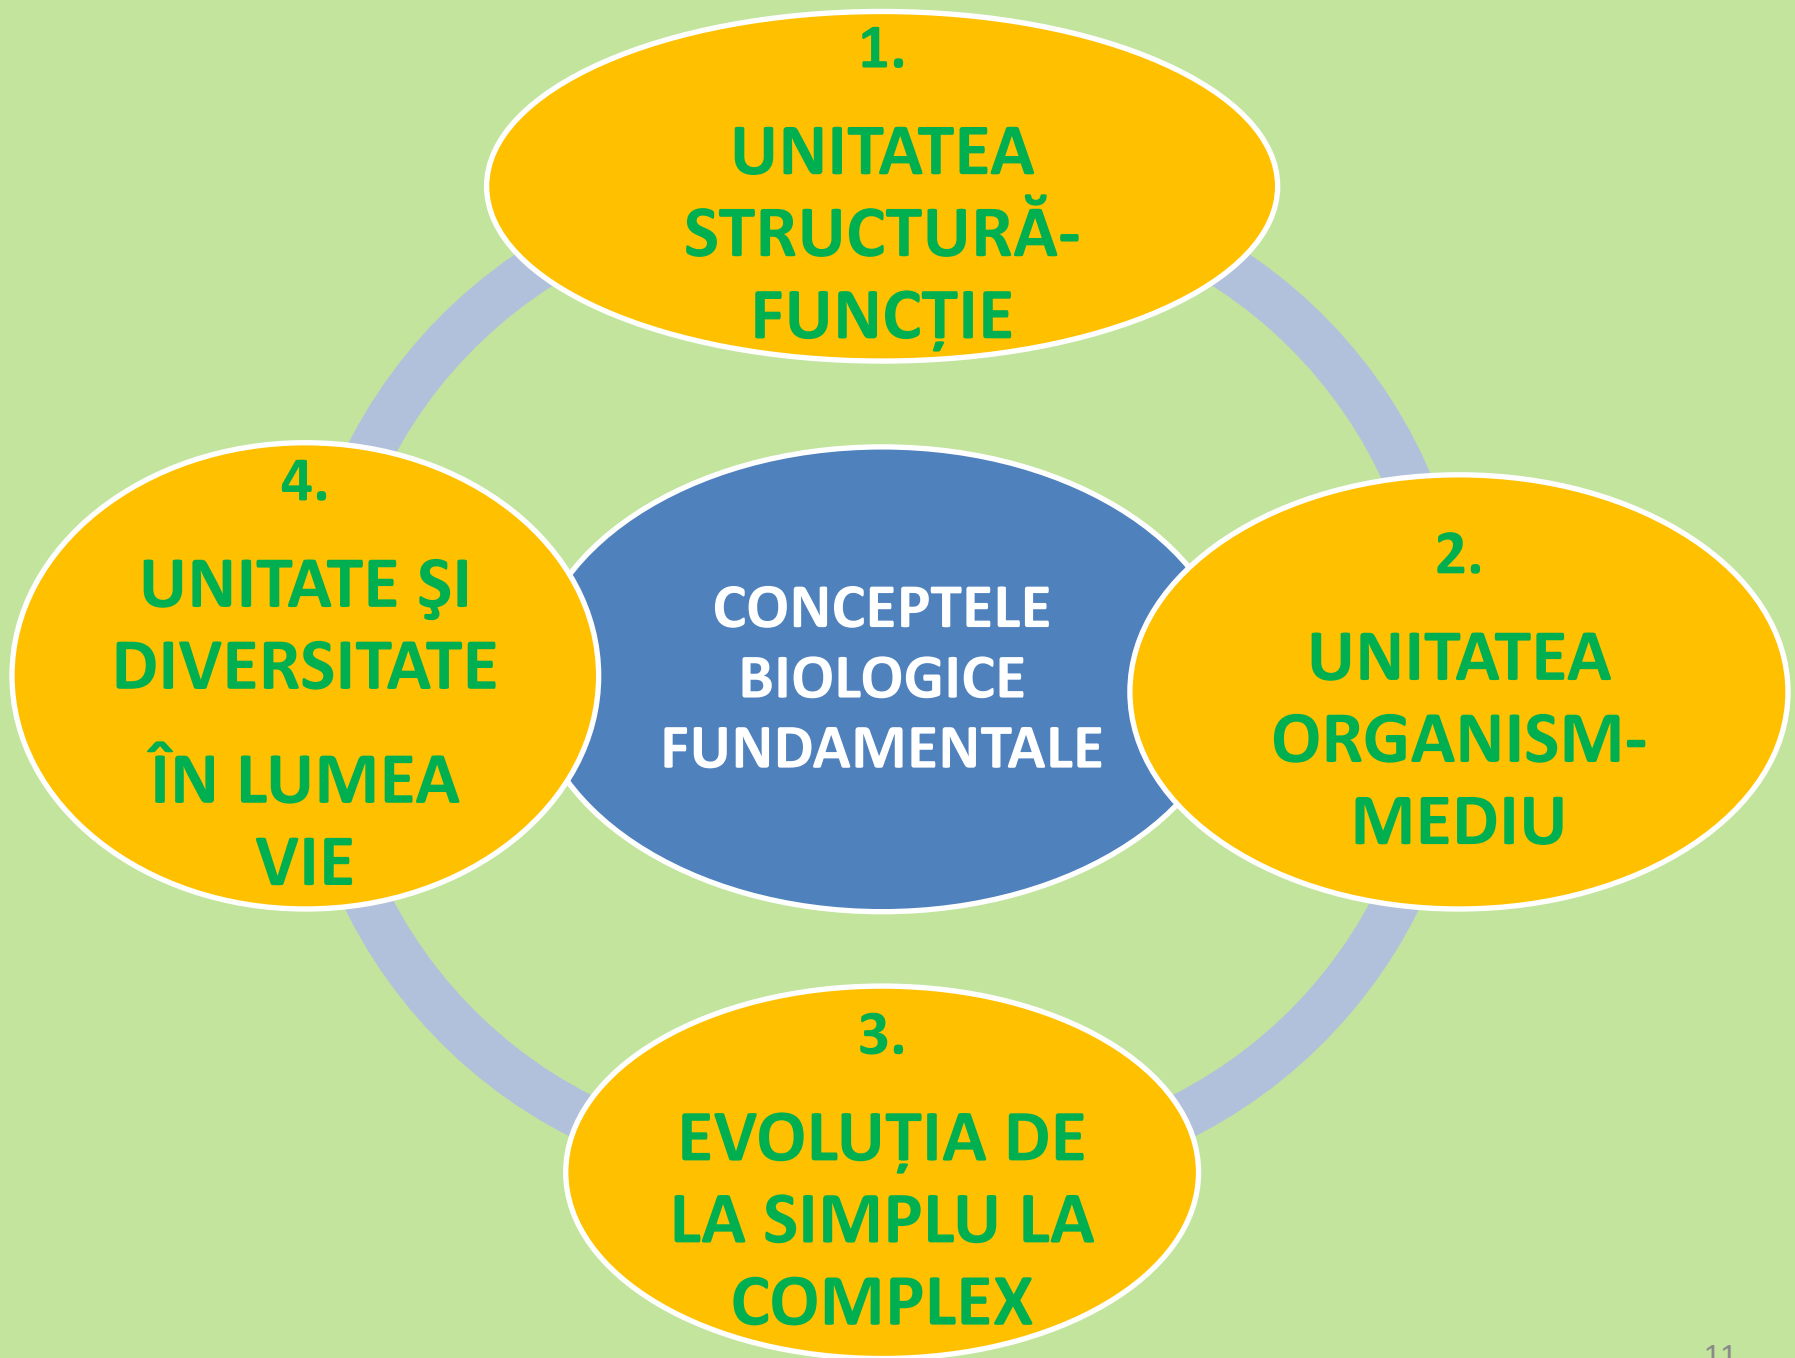 1.
UNITATEA
STRUCTURĂ-
FUNCȚIE
4.
UNITATE ŞI
DIVERSITATE
ÎN LUMEA
VIE
CONCEPTELE
BIOLOGICE
FUNDAMENTALE
2.
UNITATEA
ORGANISM-
MEDIU
3.
EVOLUȚIA DE
LA SIMPLU LA
COMPLEX
11